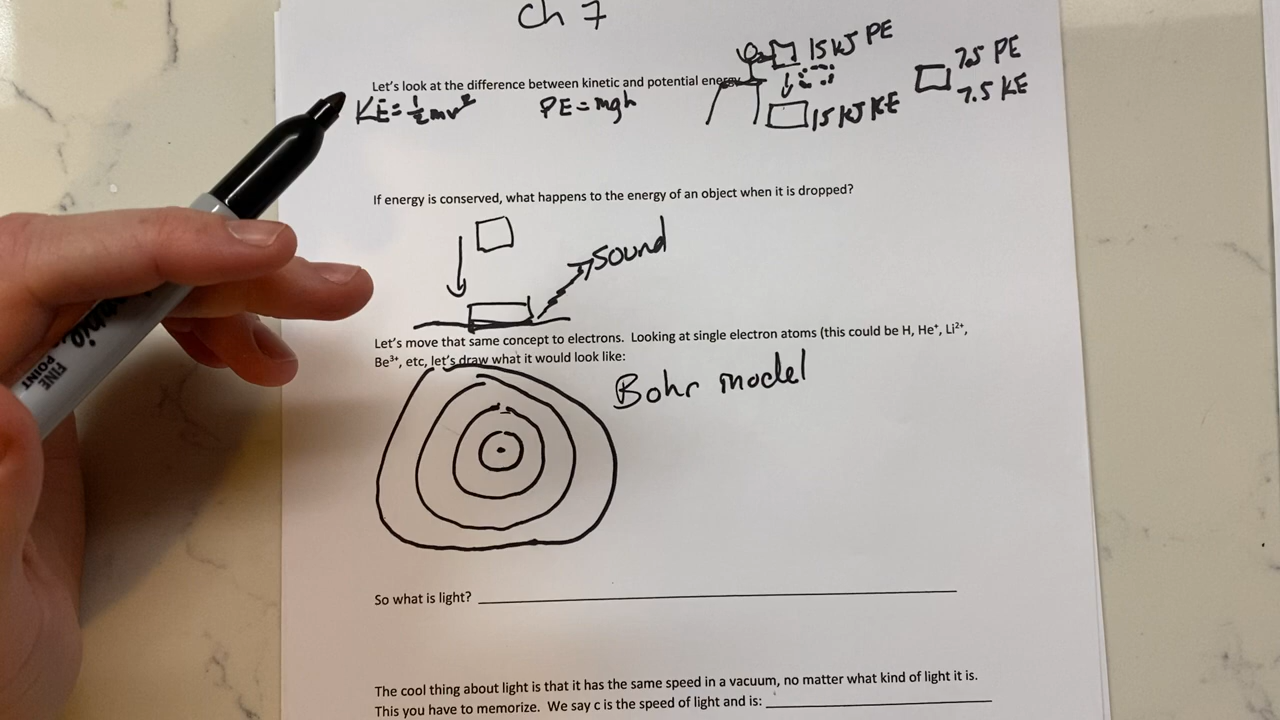 Ch 7
15 kJ PE
7.5 PE
Let's look at the difference between kinetic and potential energy
7.5 KE
KE = ½mv²
PE = mgh
15 kJ KE
If energy is conserved, what happens to the energy of an object when it is dropped?
sound
Let's move that same concept to electrons. Looking at single electron atoms (this could be H, He⁺, Li²⁺,
Be³⁺, etc, let's draw what it would look like:
Bohr model
FINE
POINT
So what is light?
The cool thing about light is that it has the same speed in a vacuum, no matter what kind of light it is.
This you have to memorize. We say c is the speed of light and is: